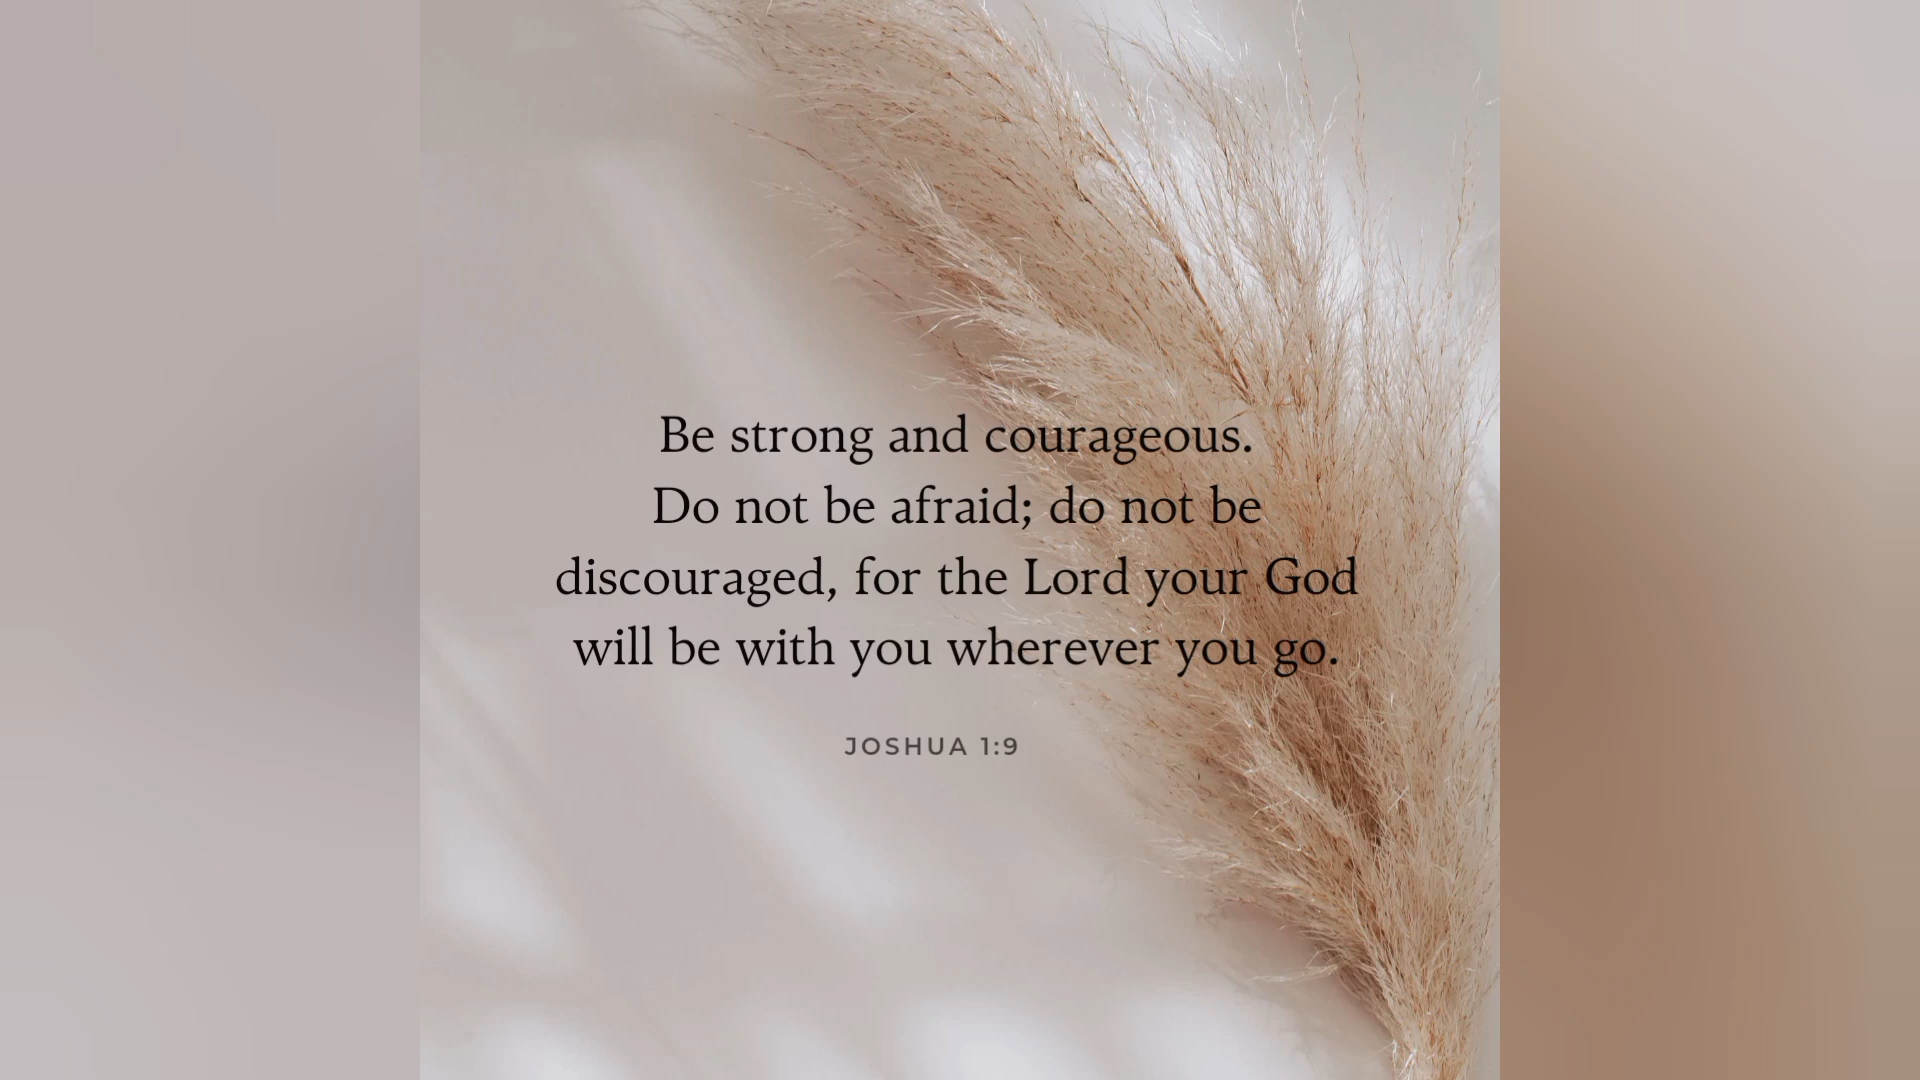 Be strong and courageous.
Do not be afraid; do not be
discouraged, for the Lord your God
will be with you wherever you go.
JOSHUA 1:9